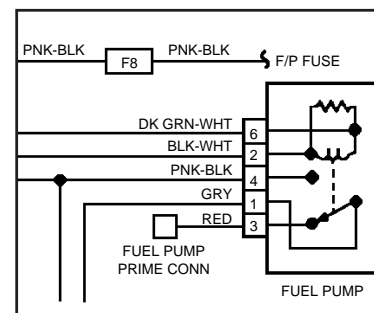 PNK-BLK F8 PNK-BLK F/P FUSE
DK GRN-WHT 6
BLK-WHT 2
PNK-BLK 4
GRY 1
RED 3
FUEL PUMP
PRIME CONN
FUEL PUMP